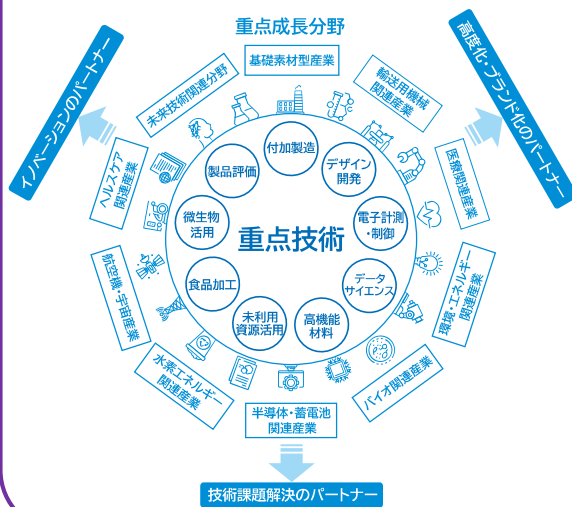 重点成長分野
イノベーションのパートナー
高度化・ブランド化のパートナー
基礎素材型産業
輸送用機械
関連産業
医療関連産業
環境・エネルギー
関連産業
バイオ関連産業
半導体・蓄電池
関連産業
水素エネルギー
関連産業
航空機・宇宙産業
ヘルスケア
関連産業
未来技術関連分野
重点技術
付加製造
デザイン
開発
電子計測
・制御
データ
サイエンス
高機能
材料
未利用
資源活用
食品加工
微生物
活用
製品評価
技術課題解決のパートナー